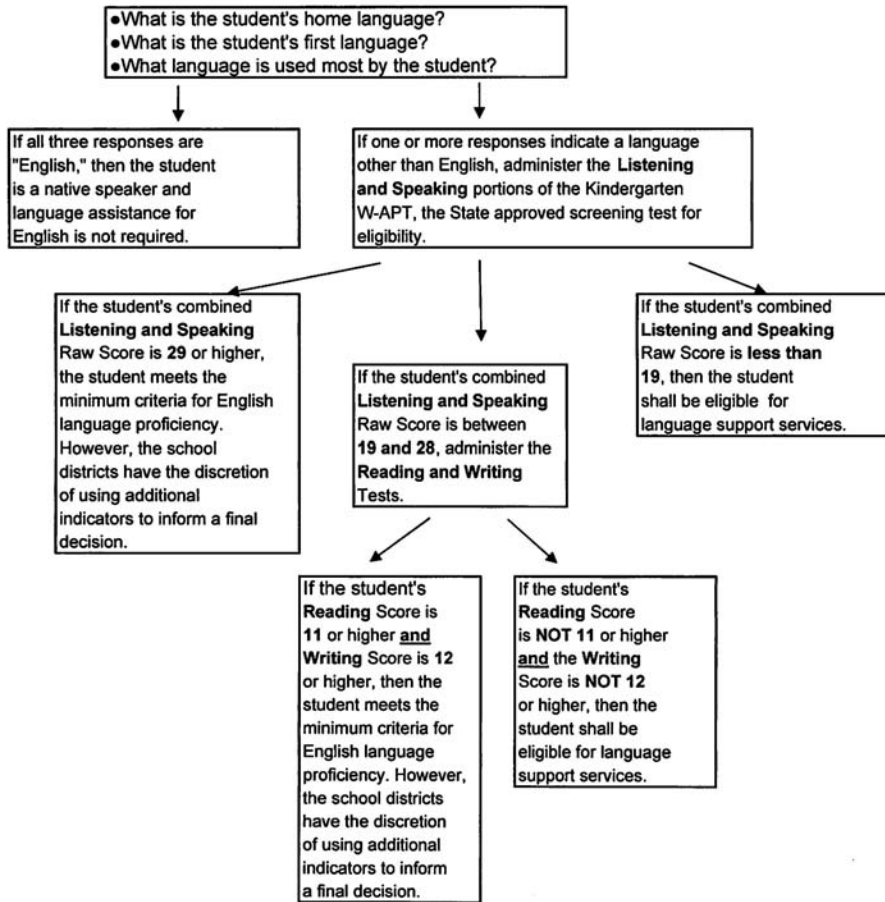 ●What is the student's home language?
●What is the student's first language?
●What language is used most by the student?
If all three responses are
"English," then the student
is a native speaker and
language assistance for
English is not required.
If one or more responses indicate a language
other than English, administer the Listening
and Speaking portions of the Kindergarten
W-APT, the State approved screening test for
eligibility.
If the student's combined
Listening and Speaking
Raw Score is 29 or higher,
the student meets the
minimum criteria for English
language proficiency.
However, the school
districts have the discretion
of using additional
indicators to inform a final
decision.
If the student's combined
Listening and Speaking
Raw Score is between
19 and 28, administer the
Reading and Writing
Tests.
If the student's combined
Listening and Speaking
Raw Score is less than
19, then the student
shall be eligible for
language support services.
If the student's
Reading Score is
11 or higher and
Writing Score is 12
or higher, then the
student meets the
minimum criteria for
English language
proficiency. However,
the school districts
have the discretion
of using additional
indicators to inform
a final decision.
If the student's
Reading Score
is NOT 11 or higher
and the Writing
Score is NOT 12
or higher, then the
student shall be
eligible for language
support services.